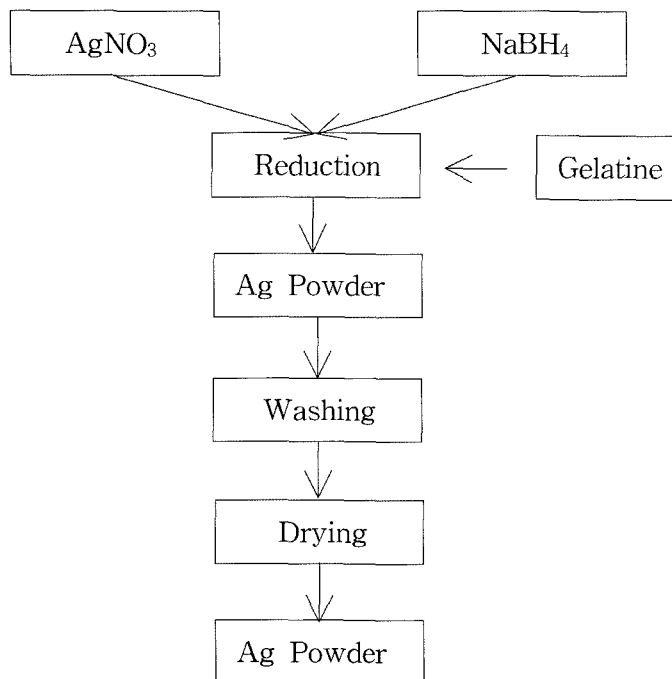 AgNO₃
NaBH₄
Reduction
Gelatine
Ag Powder
Washing
Drying
Ag Powder